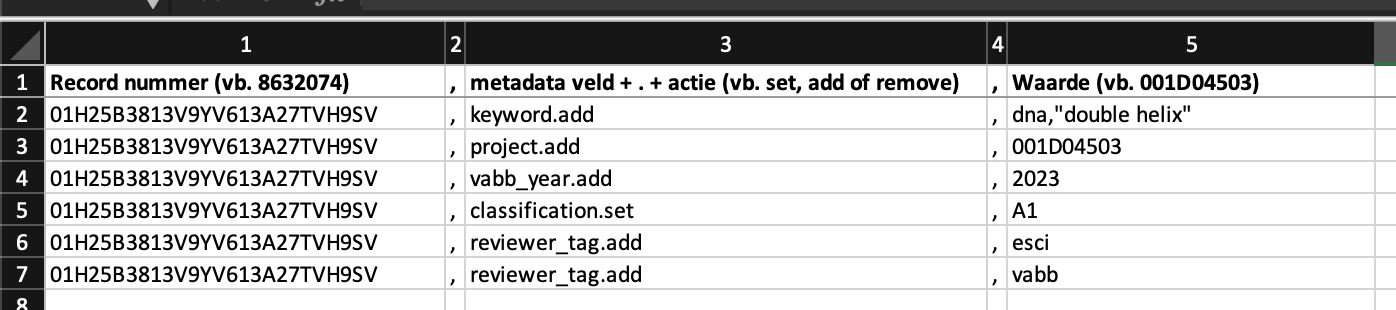 1 2 3 4 5
1 Record nummer (vb. 8632074) , metadata veld + . + actie (vb. set, add of remove) , Waarde (vb. 001D04503)
2 01H25B3813V9YV613A27TVH9SV , keyword.add , dna,"double helix"
3 01H25B3813V9YV613A27TVH9SV , project.add , 001D04503
4 01H25B3813V9YV613A27TVH9SV , vabb_year.add , 2023
5 01H25B3813V9YV613A27TVH9SV , classification.set , A1
6 01H25B3813V9YV613A27TVH9SV , reviewer_tag.add , esci
7 01H25B3813V9YV613A27TVH9SV , reviewer_tag.add , vabb
8